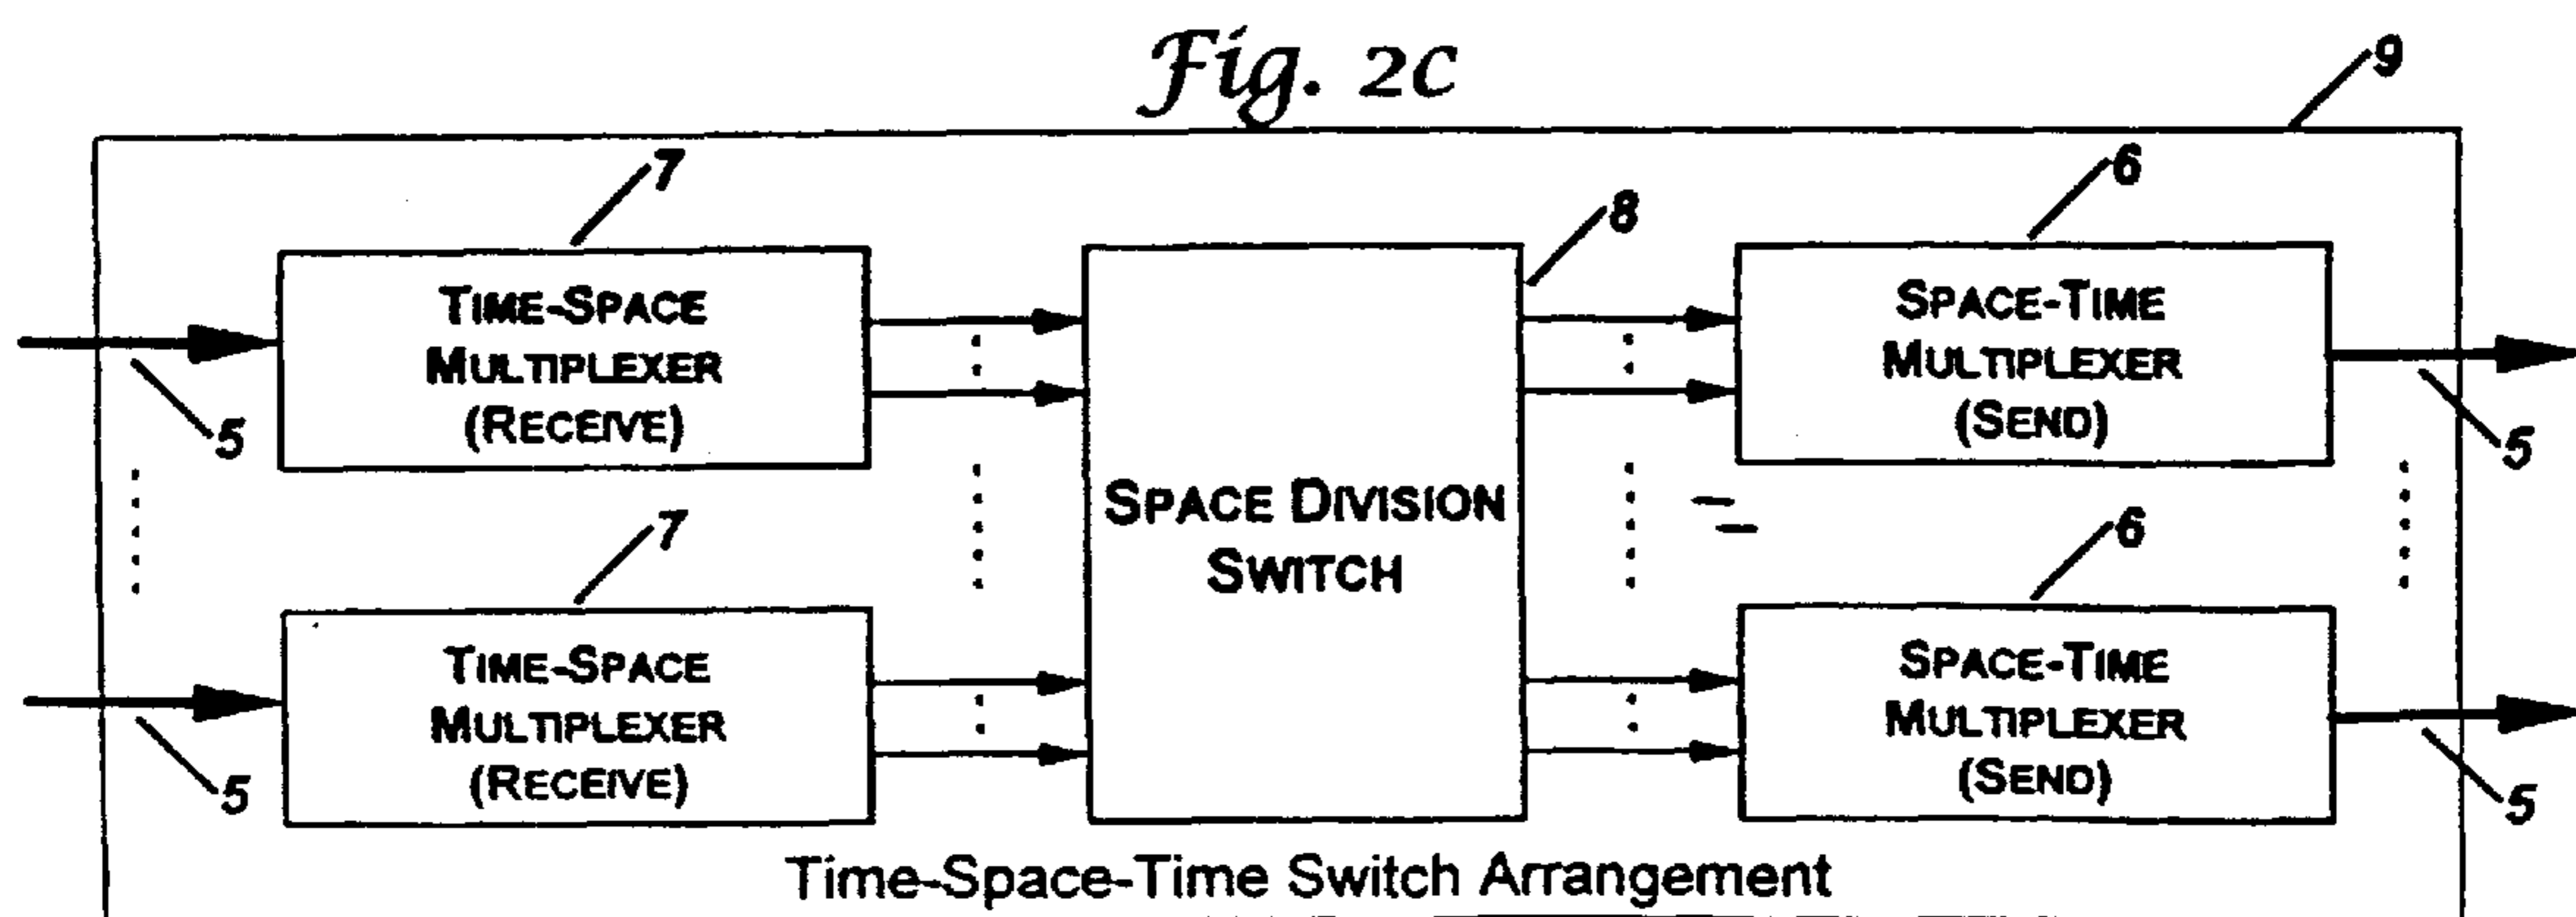 Fig. 2C
9
7
6
8
TIME-SPACE
MULTIPLEXER
(RECEIVE)
SPACE-TIME
MULTIPLEXER
(SEND)
5
5
SPACE DIVISION
SWITCH
7
6
TIME-SPACE
MULTIPLEXER
(RECEIVE)
SPACE-TIME
MULTIPLEXER
(SEND)
5
5
Time-Space-Time Switch Arrangement